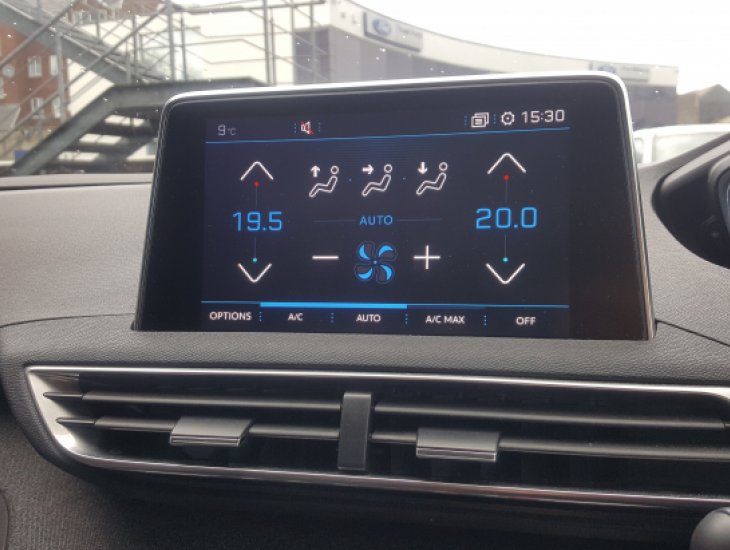 9°C 15:30
19.5 AUTO 20.0
OPTIONS A/C AUTO A/C MAX OFF